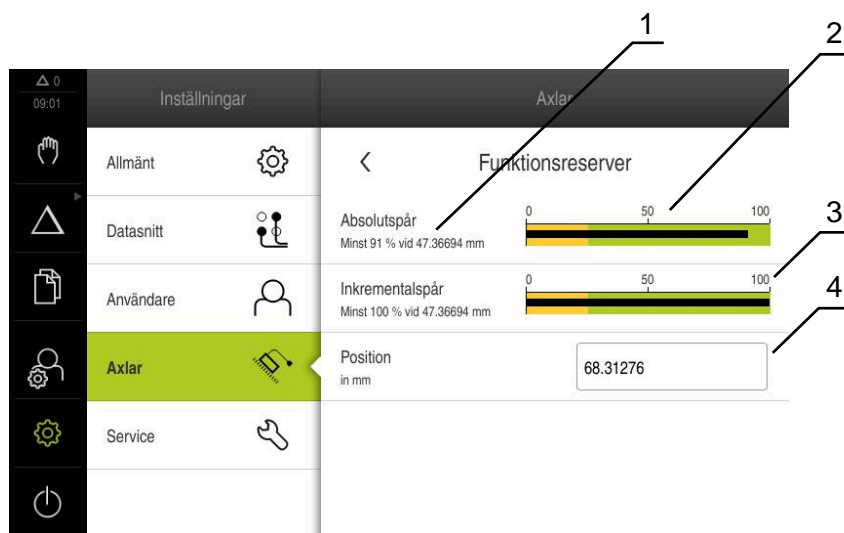 1
2
0
09:01
Inställningar
Axlar
Allmänt
Funktionsreserver
Datasnitt
Absolutspår
Minst 91 % vid 47.36694 mm
0 50 100
3
Användare
Inkrementalspår
Minst 100 % vid 47.36694 mm
0 50 100
4
Axlar
Position
in mm
68.31276
Service